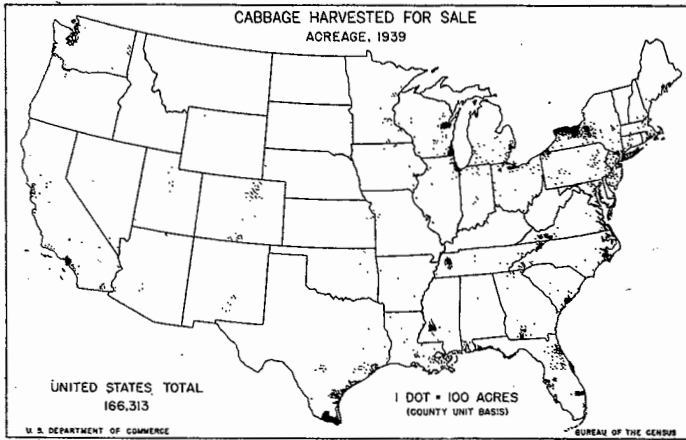 CABBAGE HARVESTED FOR SALE
ACREAGE, 1939
UNITED STATES TOTAL
166,313
1 DOT = 100 ACRES
(COUNTY UNIT BASIS)
U. S. DEPARTMENT OF COMMERCE
BUREAU OF THE CENSUS